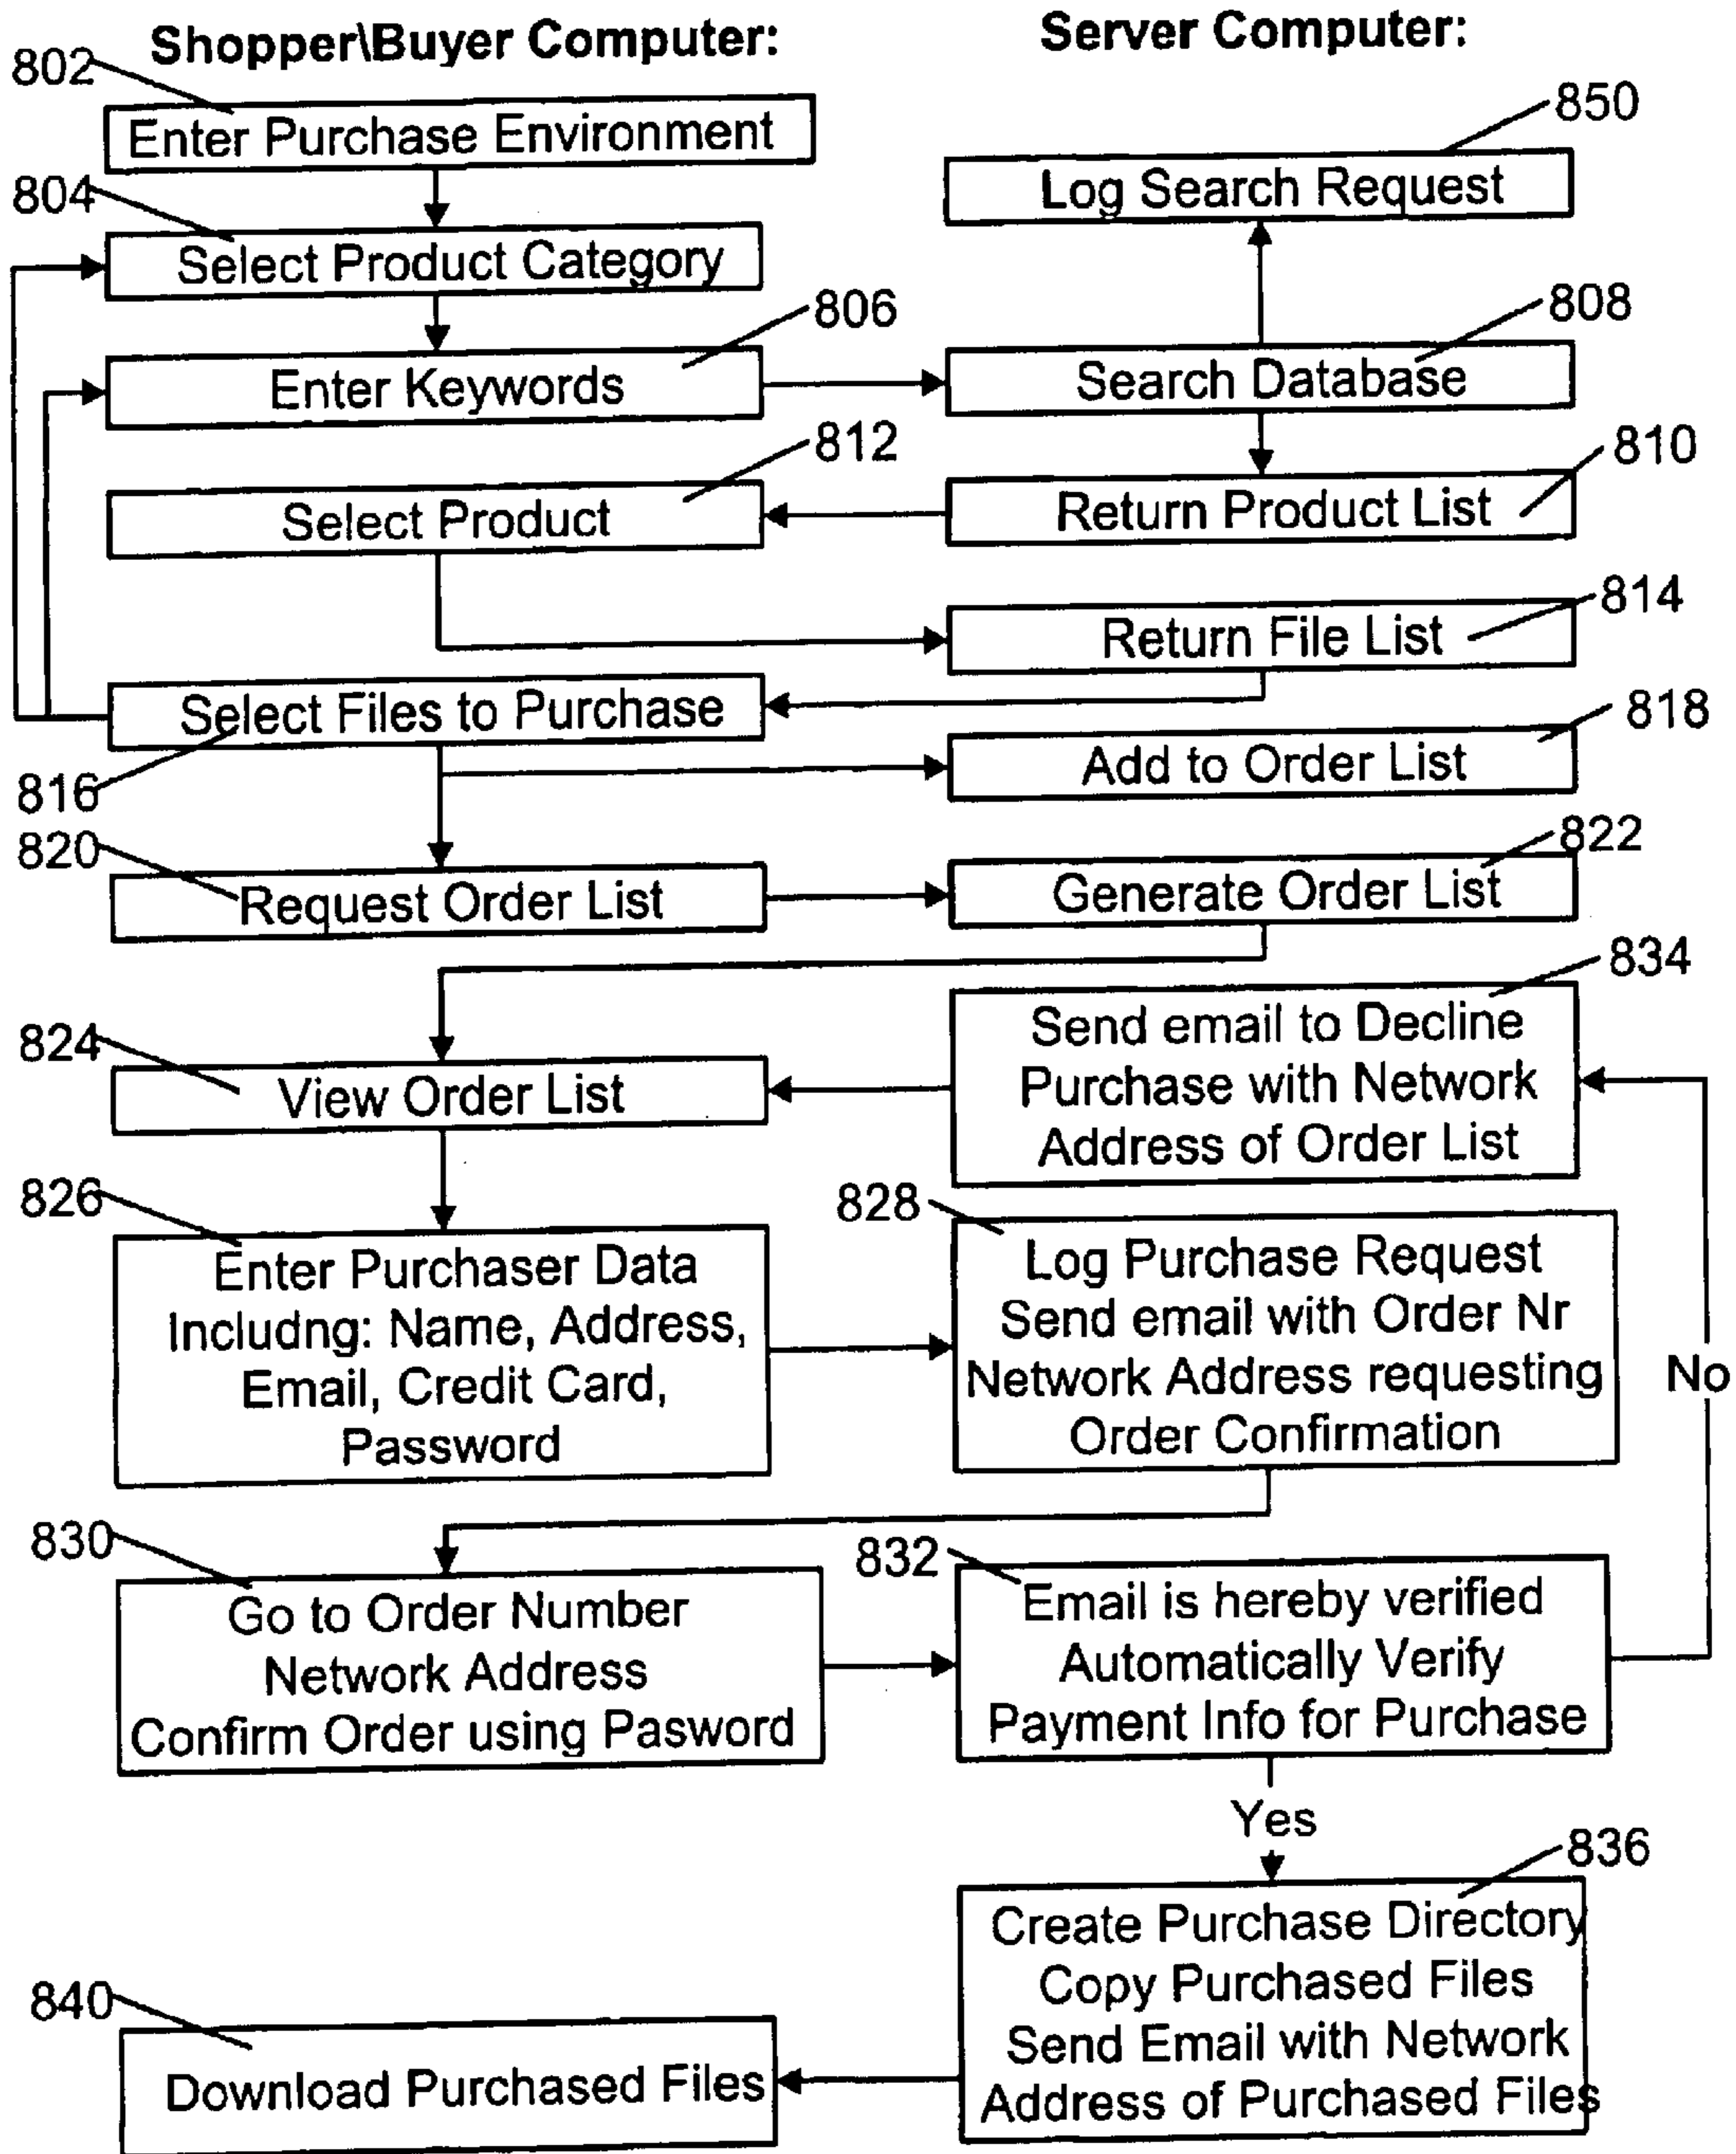 Shopper\Buyer Computer:
Server Computer:
802
Enter Purchase Environment
850
Log Search Request
804
Select Product Category
806
Enter Keywords
808
Search Database
812
Select Product
810
Return Product List
814
Return File List
Select Files to Purchase
816
818
Add to Order List
820
Request Order List
822
Generate Order List
834
Send email to Decline
Purchase with Network
Address of Order List
824
View Order List
826
Enter Purchaser Data
Includng: Name, Address,
Email, Credit Card,
Password
828
Log Purchase Request
Send email with Order Nr
Network Address requesting
Order Confirmation
No
830
Go to Order Number
Network Address
Confirm Order using Pasword
832
Email is hereby verified
Automatically Verify
Payment Info for Purchase
Yes
836
Create Purchase Directory
Copy Purchased Files
Send Email with Network
Address of Purchased Files
840
Download Purchased Files